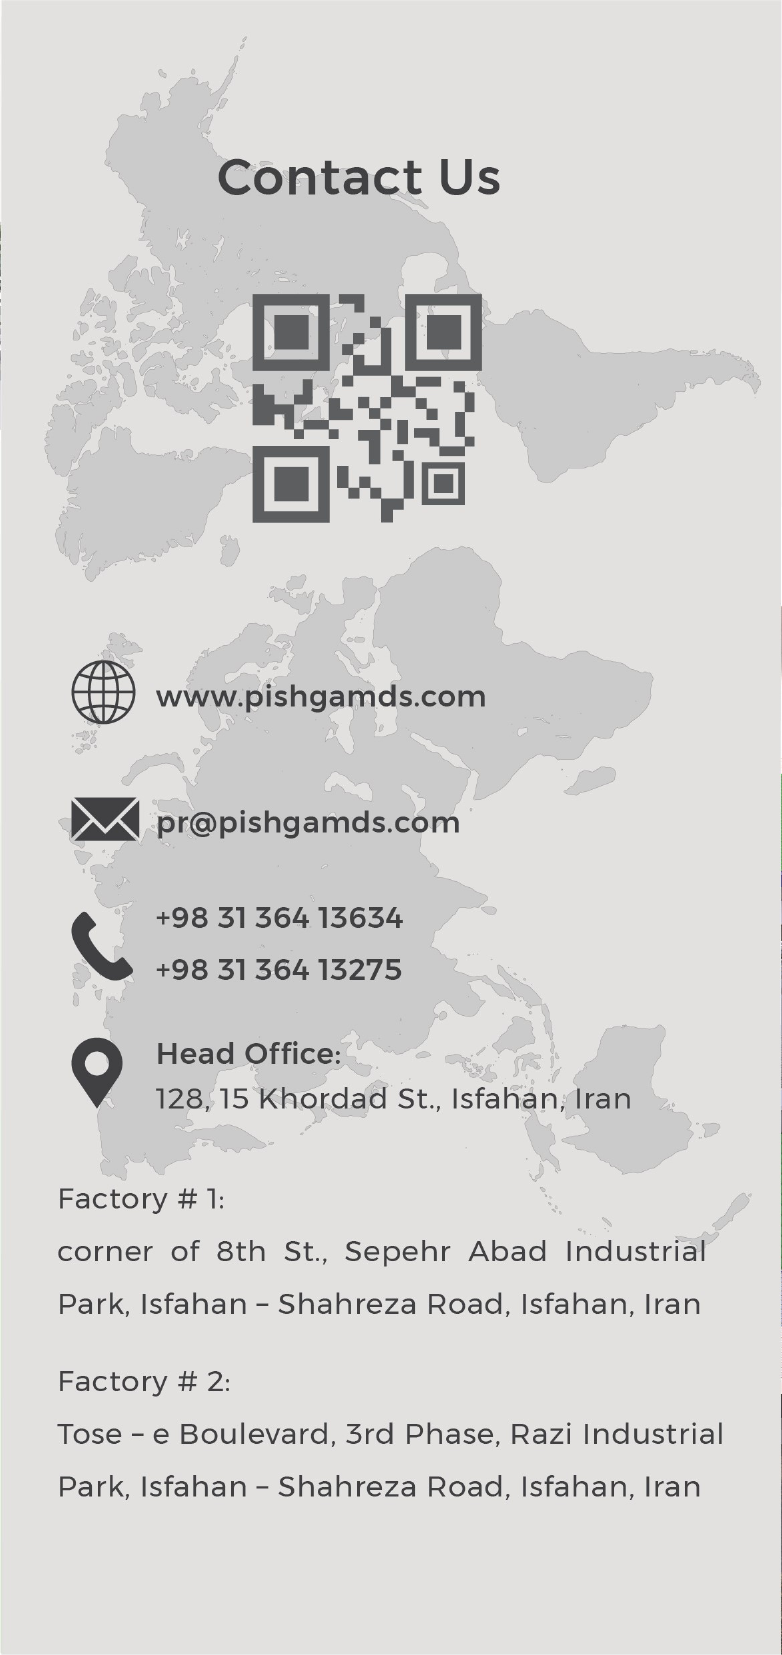 Contact Us
www.pishgamds.com
pr@pishgamds.com
+98 31 364 13634
+98 31 364 13275
Head Office:
128, 15 Khordad St., Isfahan, Iran
Factory # 1:
corner of 8th St., Sepehr Abad Industrial
Park, Isfahan – Shahreza Road, Isfahan, Iran
Factory # 2:
Tose – e Boulevard, 3rd Phase, Razi Industrial
Park, Isfahan – Shahreza Road, Isfahan, Iran